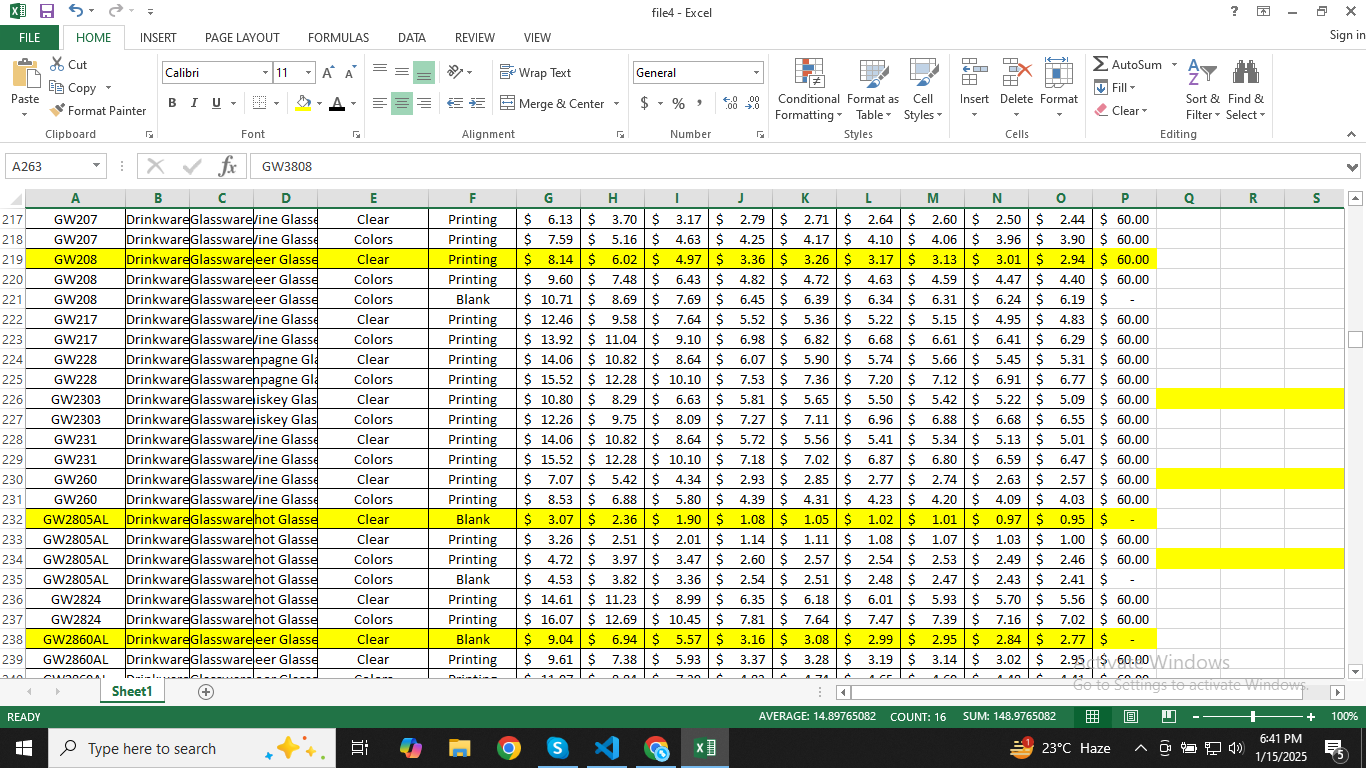 file4 - Excel
FILE HOME INSERT PAGE LAYOUT FORMULAS DATA REVIEW VIEW Sign in
Cut
Copy
Format Painter
Paste
Clipboard
Calibri 11
B I U
Font
Wrap Text
Merge & Center
Alignment
General
$ % ,
Number
Conditional Formatting
Format as Table
Cell Styles
Styles
Insert Delete Format
Cells
AutoSum
Fill
Clear
Sort & Filter
Find & Select
Editing
A263 fx GW3808
A B C D E F G H I J K L M N O P Q R S
217 GW207 Drinkware Glassware Vine Glasse Clear Printing $ 6.13 $ 3.70 $ 3.17 $ 2.79 $ 2.71 $ 2.64 $ 2.60 $ 2.50 $ 2.44 $ 60.00
218 GW207 Drinkware Glassware Vine Glasse Colors Printing $ 7.59 $ 5.16 $ 4.63 $ 4.25 $ 4.17 $ 4.10 $ 4.06 $ 3.96 $ 3.90 $ 60.00
219 GW208 Drinkware Glassware eer Glasse Clear Printing $ 8.14 $ 6.02 $ 4.97 $ 3.36 $ 3.26 $ 3.17 $ 3.13 $ 3.01 $ 2.94 $ 60.00
220 GW208 Drinkware Glassware eer Glasse Colors Printing $ 9.60 $ 7.48 $ 6.43 $ 4.82 $ 4.72 $ 4.63 $ 4.59 $ 4.47 $ 4.40 $ 60.00
221 GW208 Drinkware Glassware eer Glasse Colors Blank $ 10.71 $ 8.69 $ 7.69 $ 6.45 $ 6.39 $ 6.34 $ 6.31 $ 6.24 $ 6.19 $ -
222 GW217 Drinkware Glassware Vine Glasse Clear Printing $ 12.46 $ 9.58 $ 7.64 $ 5.52 $ 5.36 $ 5.22 $ 5.15 $ 4.95 $ 4.83 $ 60.00
223 GW217 Drinkware Glassware Vine Glasse Colors Printing $ 13.92 $ 11.04 $ 9.10 $ 6.98 $ 6.82 $ 6.68 $ 6.61 $ 6.41 $ 6.29 $ 60.00
224 GW228 Drinkware Glassware mpagne Gla Clear Printing $ 14.06 $ 10.82 $ 8.64 $ 6.07 $ 5.90 $ 5.74 $ 5.66 $ 5.45 $ 5.31 $ 60.00
225 GW228 Drinkware Glassware mpagne Gla Colors Printing $ 15.52 $ 12.28 $ 10.10 $ 7.53 $ 7.36 $ 7.20 $ 7.12 $ 6.91 $ 6.77 $ 60.00
226 GW2303 Drinkware Glassware iskey Glas Clear Printing $ 10.80 $ 8.29 $ 6.63 $ 5.81 $ 5.65 $ 5.50 $ 5.42 $ 5.22 $ 5.09 $ 60.00
227 GW2303 Drinkware Glassware iskey Glas Colors Printing $ 12.26 $ 9.75 $ 8.09 $ 7.27 $ 7.11 $ 6.96 $ 6.88 $ 6.68 $ 6.55 $ 60.00
228 GW231 Drinkware Glassware Vine Glasse Clear Printing $ 14.06 $ 10.82 $ 8.64 $ 5.72 $ 5.56 $ 5.41 $ 5.34 $ 5.13 $ 5.01 $ 60.00
229 GW231 Drinkware Glassware Vine Glasse Colors Printing $ 15.52 $ 12.28 $ 10.10 $ 7.18 $ 7.02 $ 6.87 $ 6.80 $ 6.59 $ 6.47 $ 60.00
230 GW260 Drinkware Glassware Vine Glasse Clear Printing $ 7.07 $ 5.42 $ 4.34 $ 2.93 $ 2.85 $ 2.77 $ 2.74 $ 2.63 $ 2.57 $ 60.00
231 GW260 Drinkware Glassware Vine Glasse Colors Printing $ 8.53 $ 6.88 $ 5.80 $ 4.39 $ 4.31 $ 4.23 $ 4.20 $ 4.09 $ 4.03 $ 60.00
232 GW2805AL Drinkware Glassware hot Glasse Clear Blank $ 3.07 $ 2.36 $ 1.90 $ 1.08 $ 1.05 $ 1.02 $ 1.01 $ 0.97 $ 0.95 $ -
233 GW2805AL Drinkware Glassware hot Glasse Clear Printing $ 3.26 $ 2.51 $ 2.01 $ 1.14 $ 1.11 $ 1.08 $ 1.07 $ 1.03 $ 1.00 $ 60.00
234 GW2805AL Drinkware Glassware hot Glasse Colors Printing $ 4.72 $ 3.97 $ 3.47 $ 2.60 $ 2.57 $ 2.54 $ 2.53 $ 2.49 $ 2.46 $ 60.00
235 GW2805AL Drinkware Glassware hot Glasse Colors Blank $ 4.53 $ 3.82 $ 3.36 $ 2.54 $ 2.51 $ 2.48 $ 2.47 $ 2.43 $ 2.41 $ -
236 GW2824 Drinkware Glassware hot Glasse Clear Printing $ 14.61 $ 11.23 $ 8.99 $ 6.35 $ 6.18 $ 6.01 $ 5.93 $ 5.70 $ 5.56 $ 60.00
237 GW2824 Drinkware Glassware hot Glasse Colors Printing $ 16.07 $ 12.69 $ 10.45 $ 7.81 $ 7.64 $ 7.47 $ 7.39 $ 7.16 $ 7.02 $ 60.00
238 GW2860AL Drinkware Glassware eer Glasse Clear Blank $ 9.04 $ 6.94 $ 5.57 $ 3.16 $ 3.08 $ 2.99 $ 2.95 $ 2.84 $ 2.77 $ -
239 GW2860AL Drinkware Glassware eer Glasse Clear Printing $ 9.61 $ 7.38 $ 5.93 $ 3.37 $ 3.28 $ 3.19 $ 3.14 $ 3.02 $ 2.95 $ 60.00
Activate Windows
Go to Settings to activate Windows.
Sheet1
READY AVERAGE: 14.89765082 COUNT: 16 SUM: 148.9765082 100%
Type here to search
23°C Haze
6:41 PM
1/15/2025
5